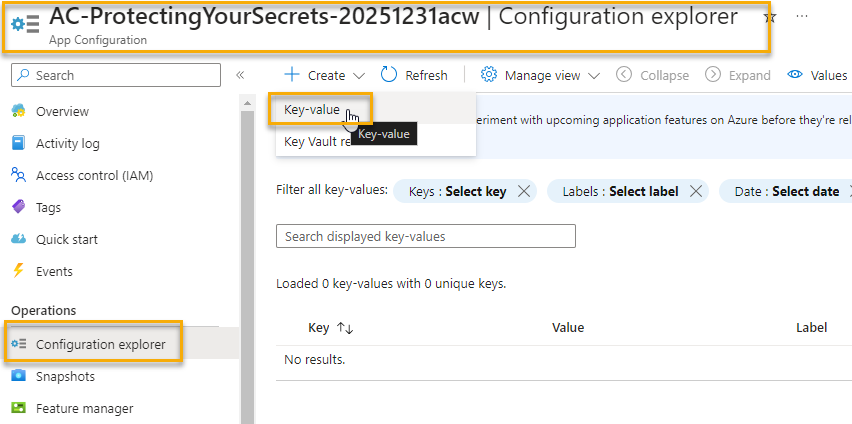 AC-ProtectingYourSecrets-20251231acw | Configuration explorer
App Configuration
Search
Create
Refresh
Manage view
Collapse
Expand
Values
Key-value
Key Vault re
Key-value
periment with upcoming application features on Azure before they're rel
Overview
Activity log
Access control (IAM)
Tags
Quick start
Events
Operations
Configuration explorer
Snapshots
Feature manager
Filter all key-values:
Keys : Select key
Labels : Select label
Date : Select date
Search displayed key-values
Loaded 0 key-values with 0 unique keys.
Key Value Label
No results.